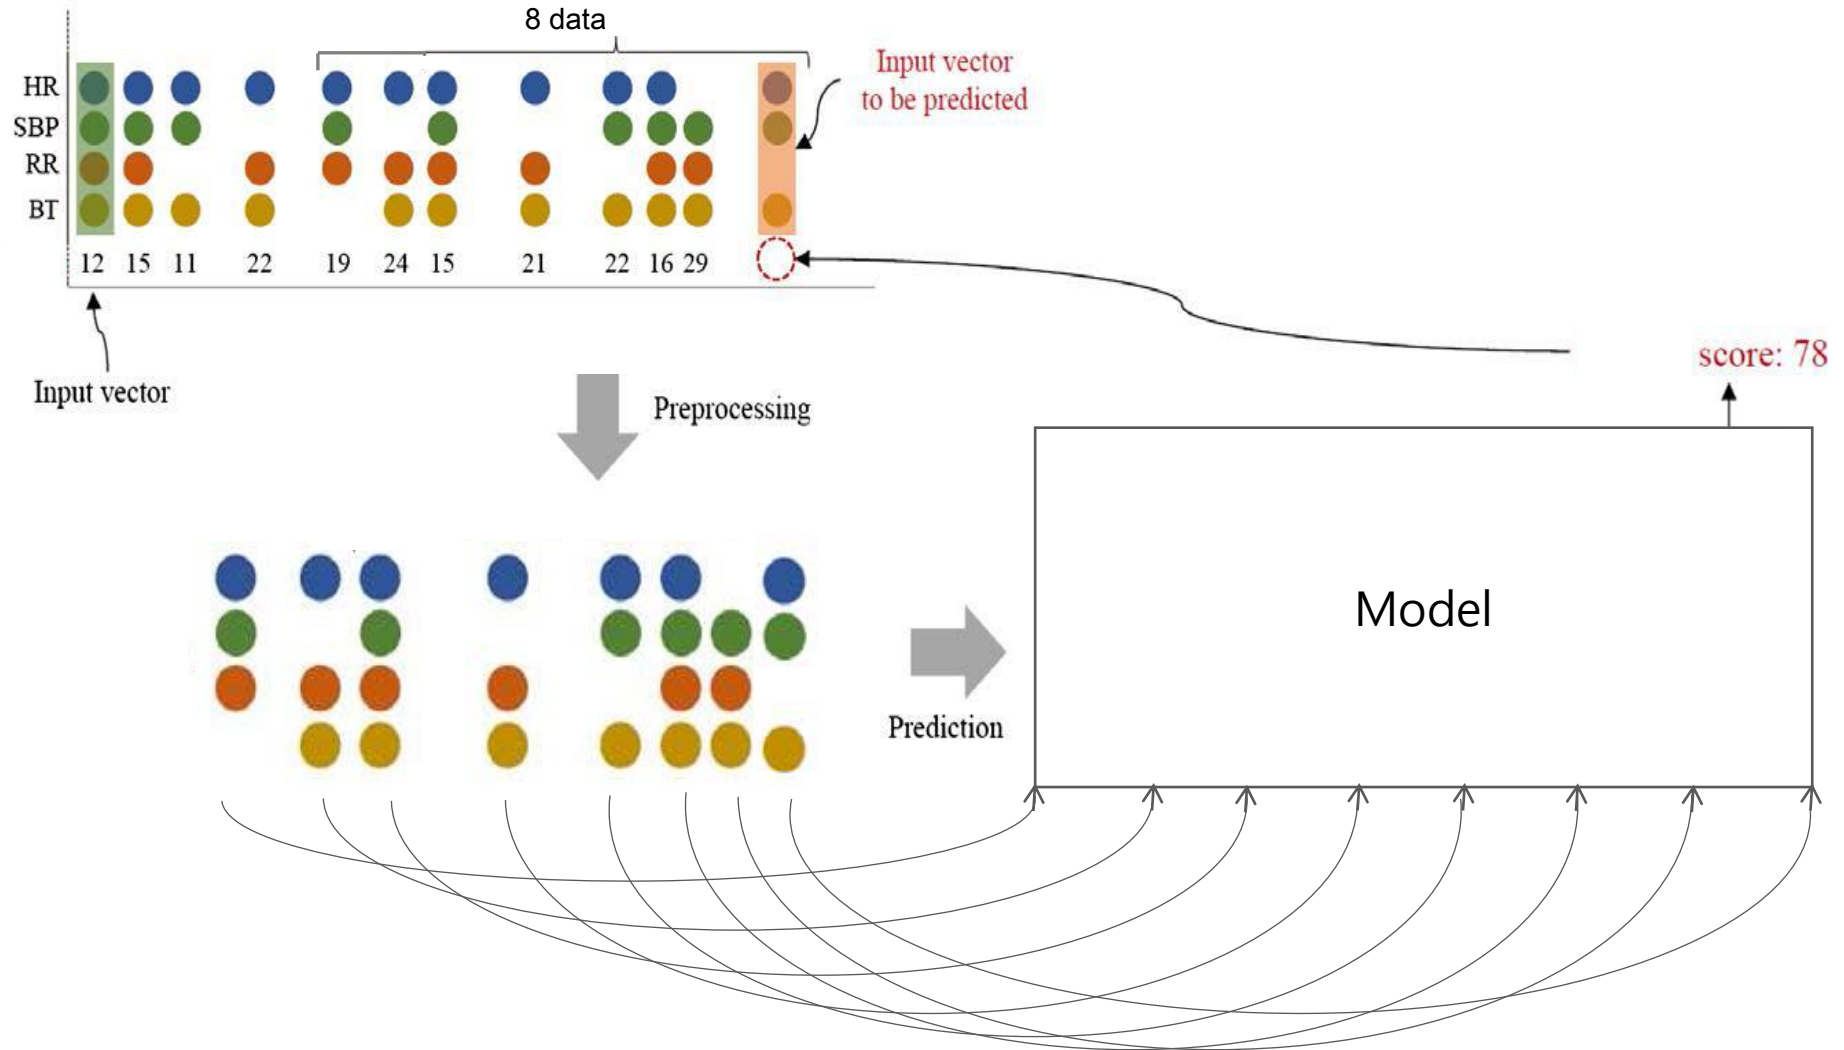 8 data
HR
SBP
RR
BT
Input vector
to be predicted
12 15 11 22 19 24 15 21 22 16 29
Input vector
Preprocessing
score: 78
Model
Prediction